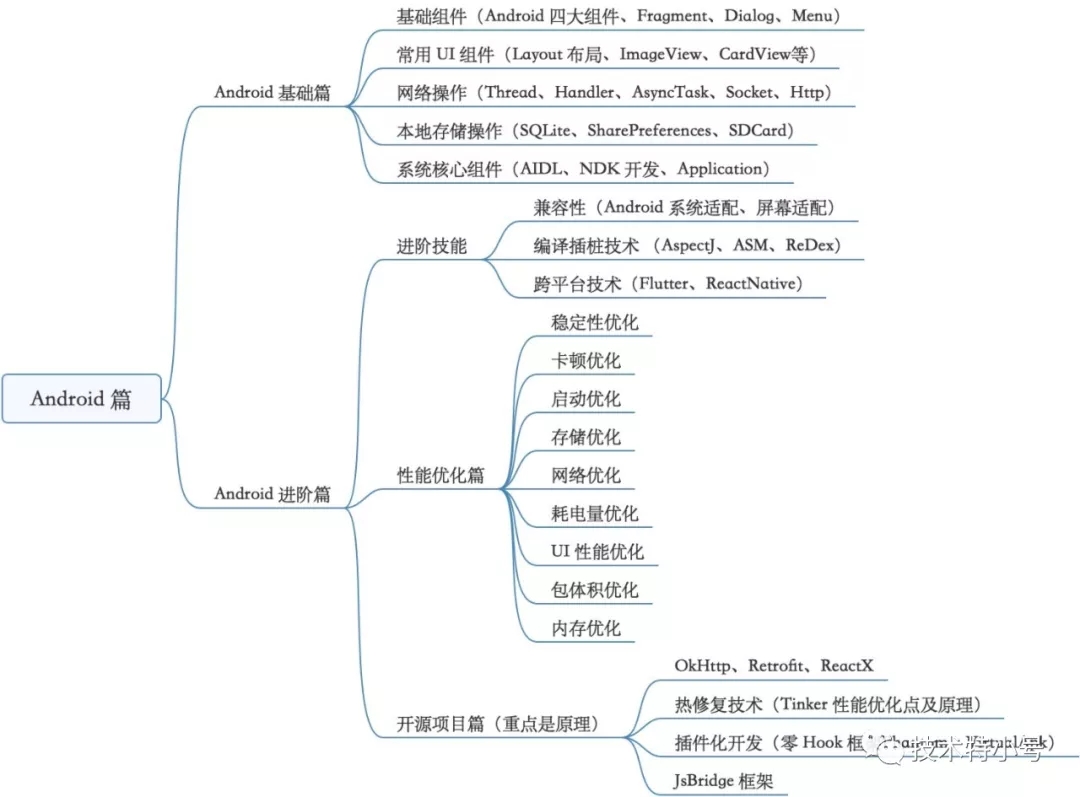 基础组件（Android 四大组件、Fragment、Dialog、Menu）
常用 UI 组件（Layout 布局、ImageView、CardView等）
Android 基础篇
网络操作（Thread、Handler、AsyncTask、Socket、Http）
本地存储操作（SQLite、SharePreferences、SDCard）
系统核心组件（AIDL、NDK 开发、Application）
兼容性（Android 系统适配、屏幕适配）
进阶技能
编译插桩技术 （AspectJ、ASM、ReDex）
跨平台技术（Flutter、ReactNative）
稳定性优化
卡顿优化
启动优化
Android 篇
存储优化
性能优化篇
网络优化
Android 进阶篇
耗电量优化
UI 性能优化
包体积优化
内存优化
OkHttp、Retrofit、ReactX
热修复技术（Tinker 性能优化点及原理）
开源项目篇（重点是原理）
插件化开发（零 Hook 框
技术特小号
JsBridge 框架